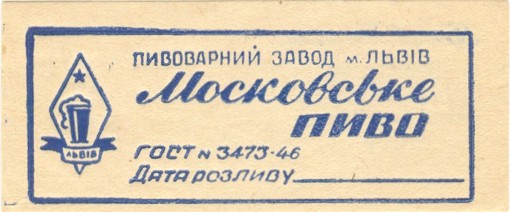 ПИВОВАРНИЙ ЗАВОД м. ЛЬВІВ
Московське
ПИВО
ЛЬВІВ
ГОСТ N 3473-46
ДАТА РОЗЛИВУ